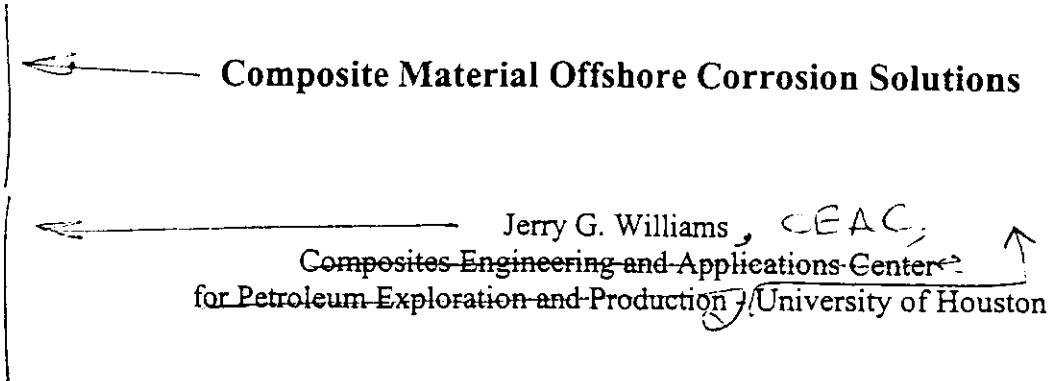 Composite Material Offshore Corrosion Solutions
Jerry G. Williams, CEAC,
Composites Engineering and Applications Center
for Petroleum Exploration and Production / University of Houston